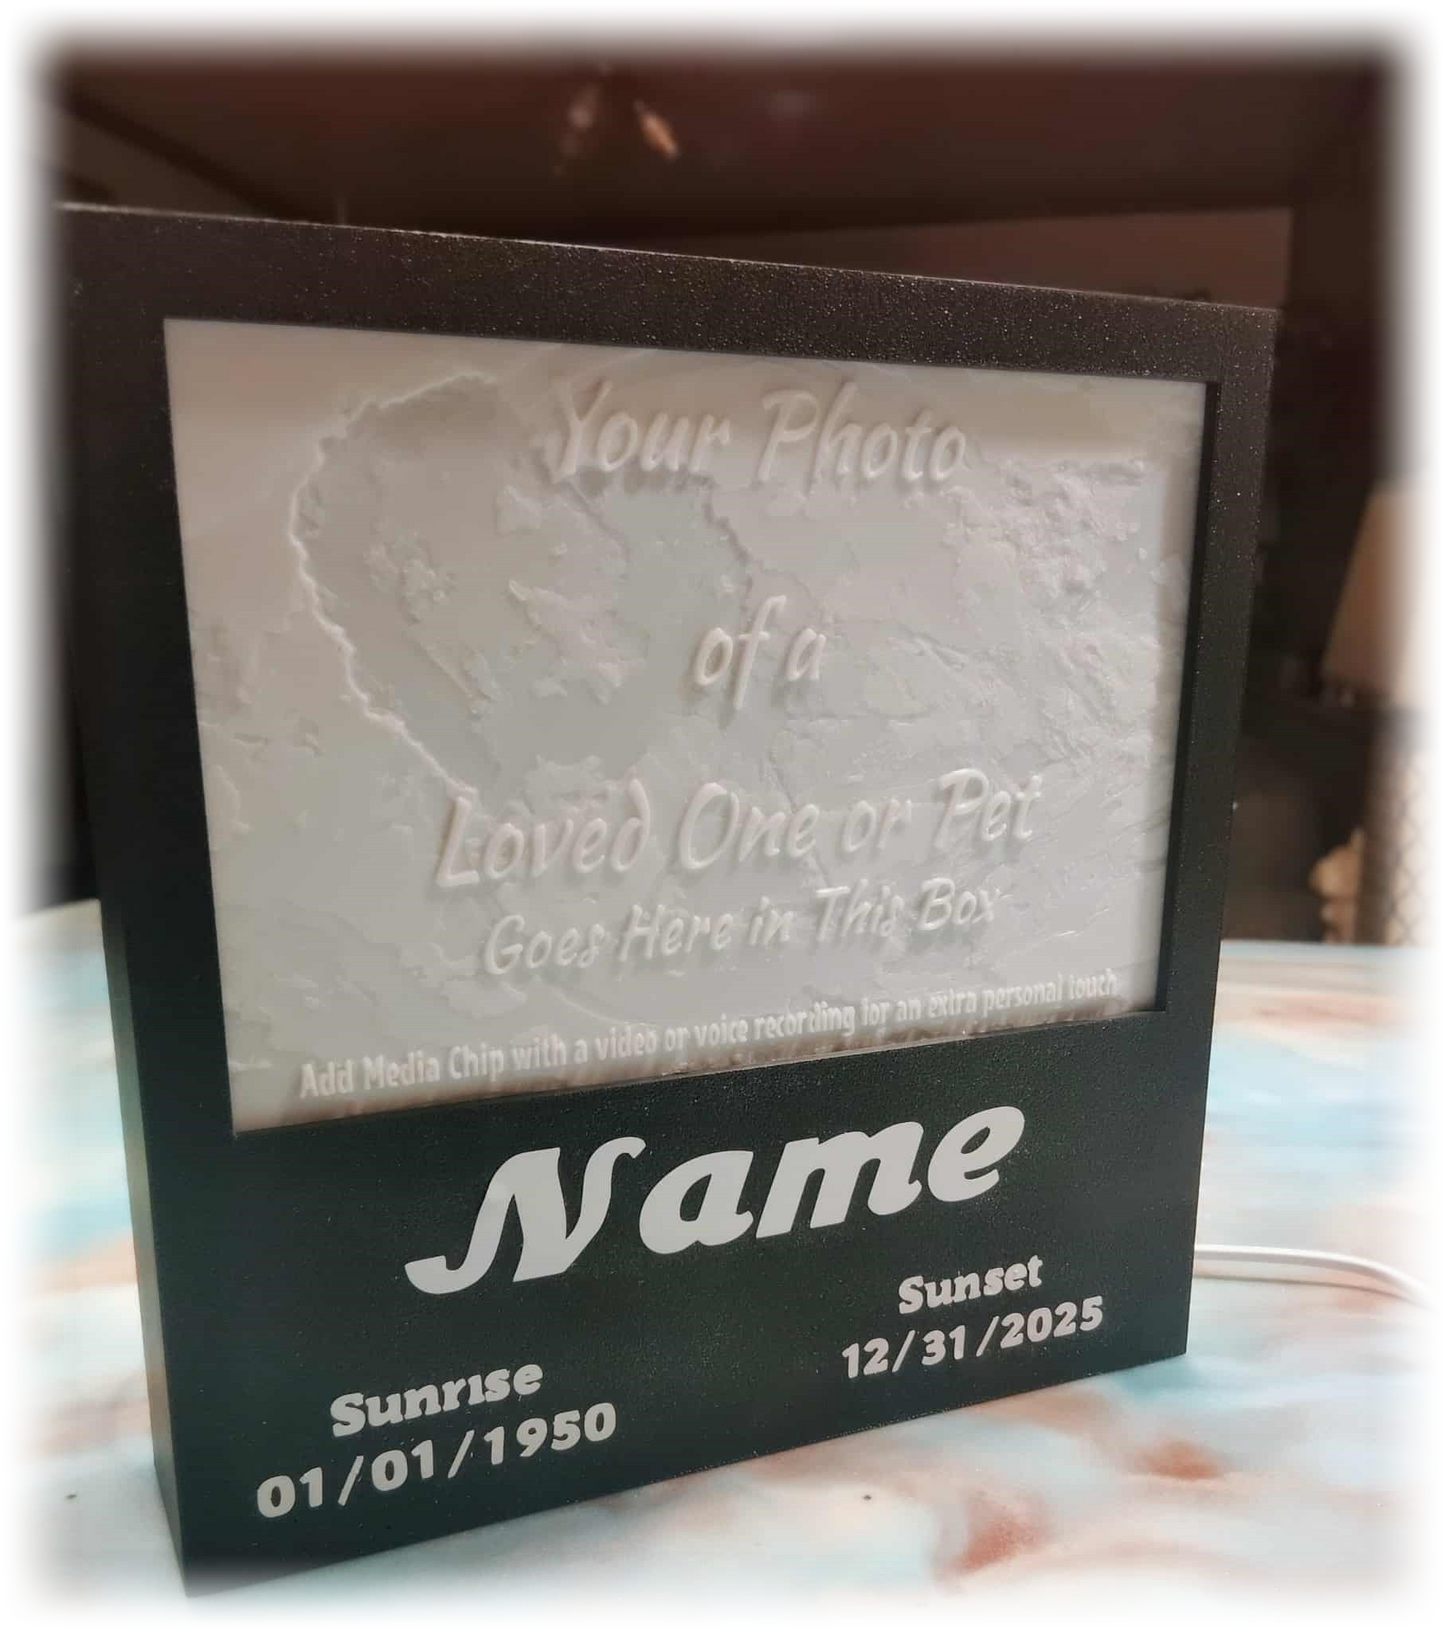 Your Photo
of a
Loved One or Pet
Goes Here in This Box
Add Media Chip with a video or voice recording for an extra personal touch
Name
Sunrise
01/01/1950
Sunset
12/31/2025